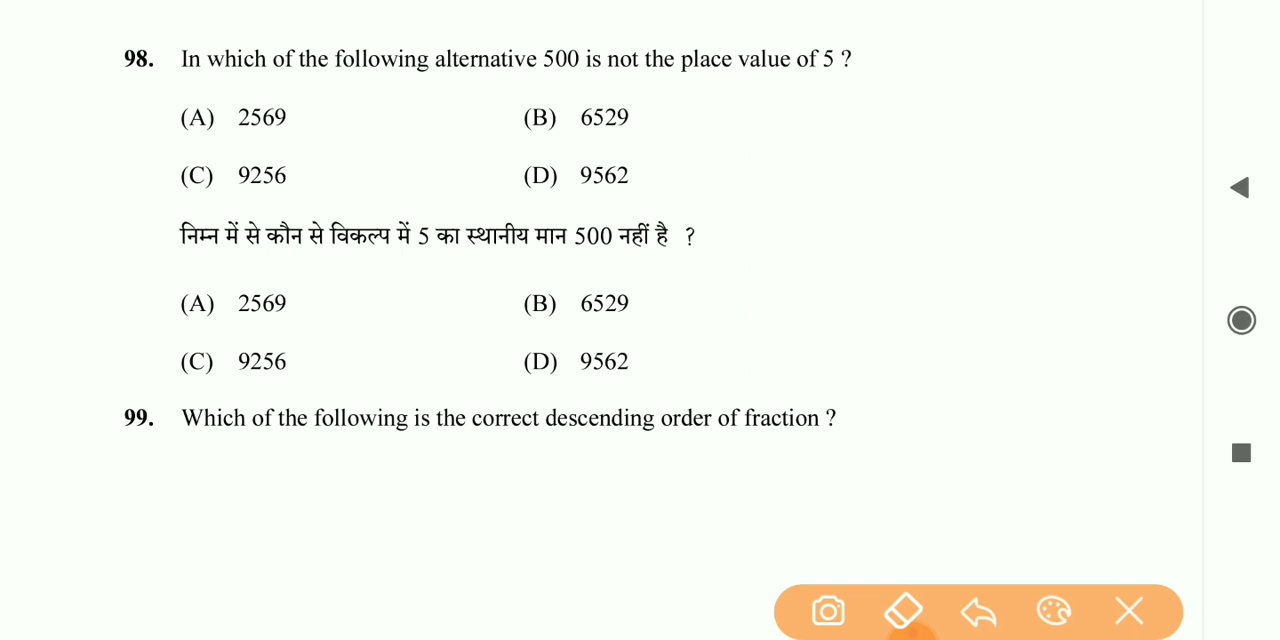 98. In which of the following alternative 500 is not the place value of 5 ?
(A) 2569 (B) 6529
(C) 9256 (D) 9562
निम्न में से कौन से विकल्प में 5 का स्थानीय मान 500 नहीं है ?
(A) 2569 (B) 6529
(C) 9256 (D) 9562
99. Which of the following is the correct descending order of fraction ?